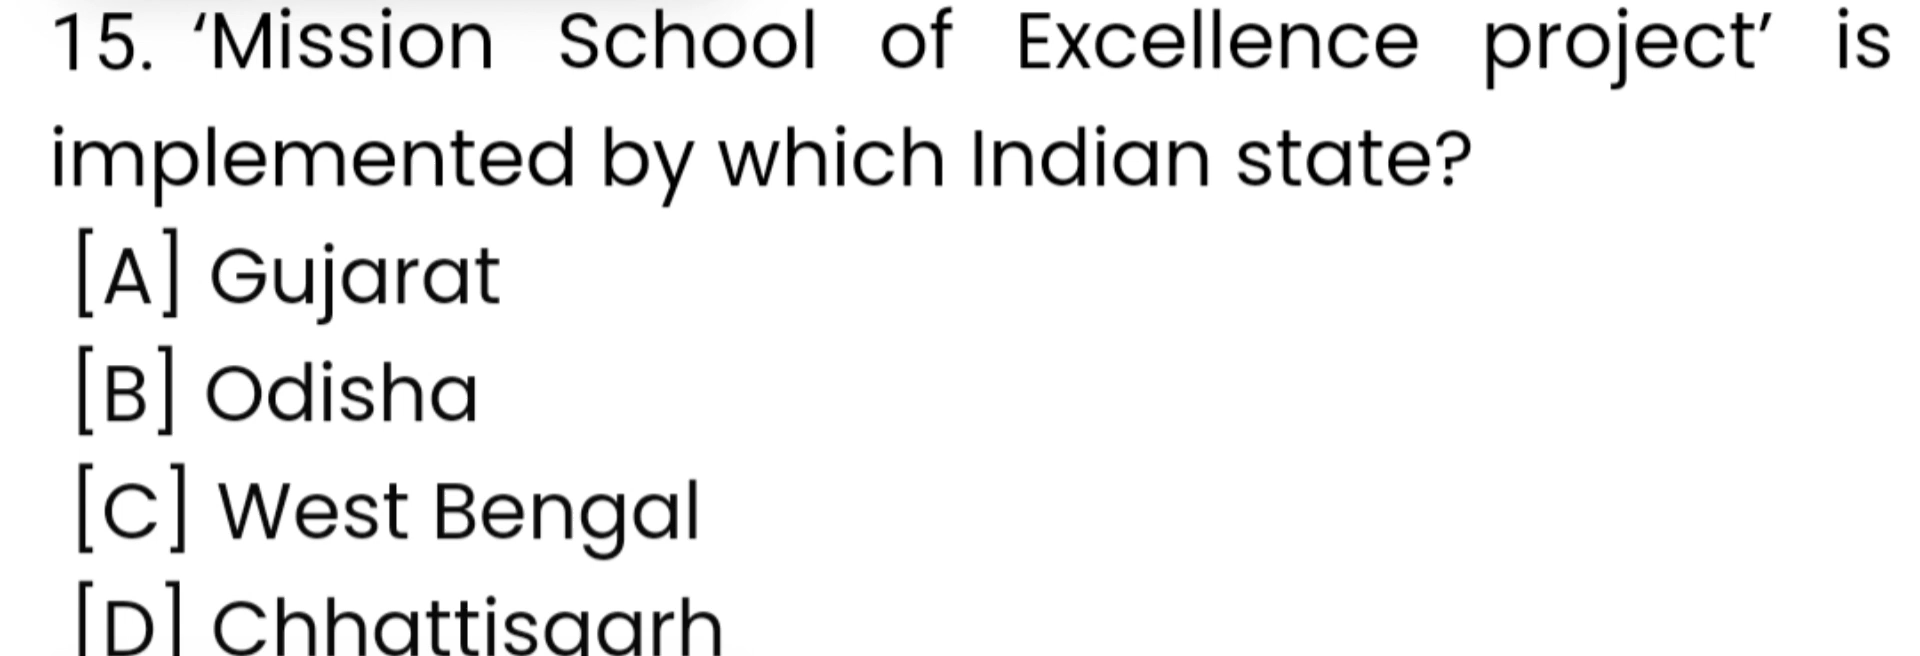 15. ‘Mission School of Excellence project’ is
implemented by which Indian state?
[A] Gujarat
[B] Odisha
[C] West Bengal
[D] Chhattisgarh